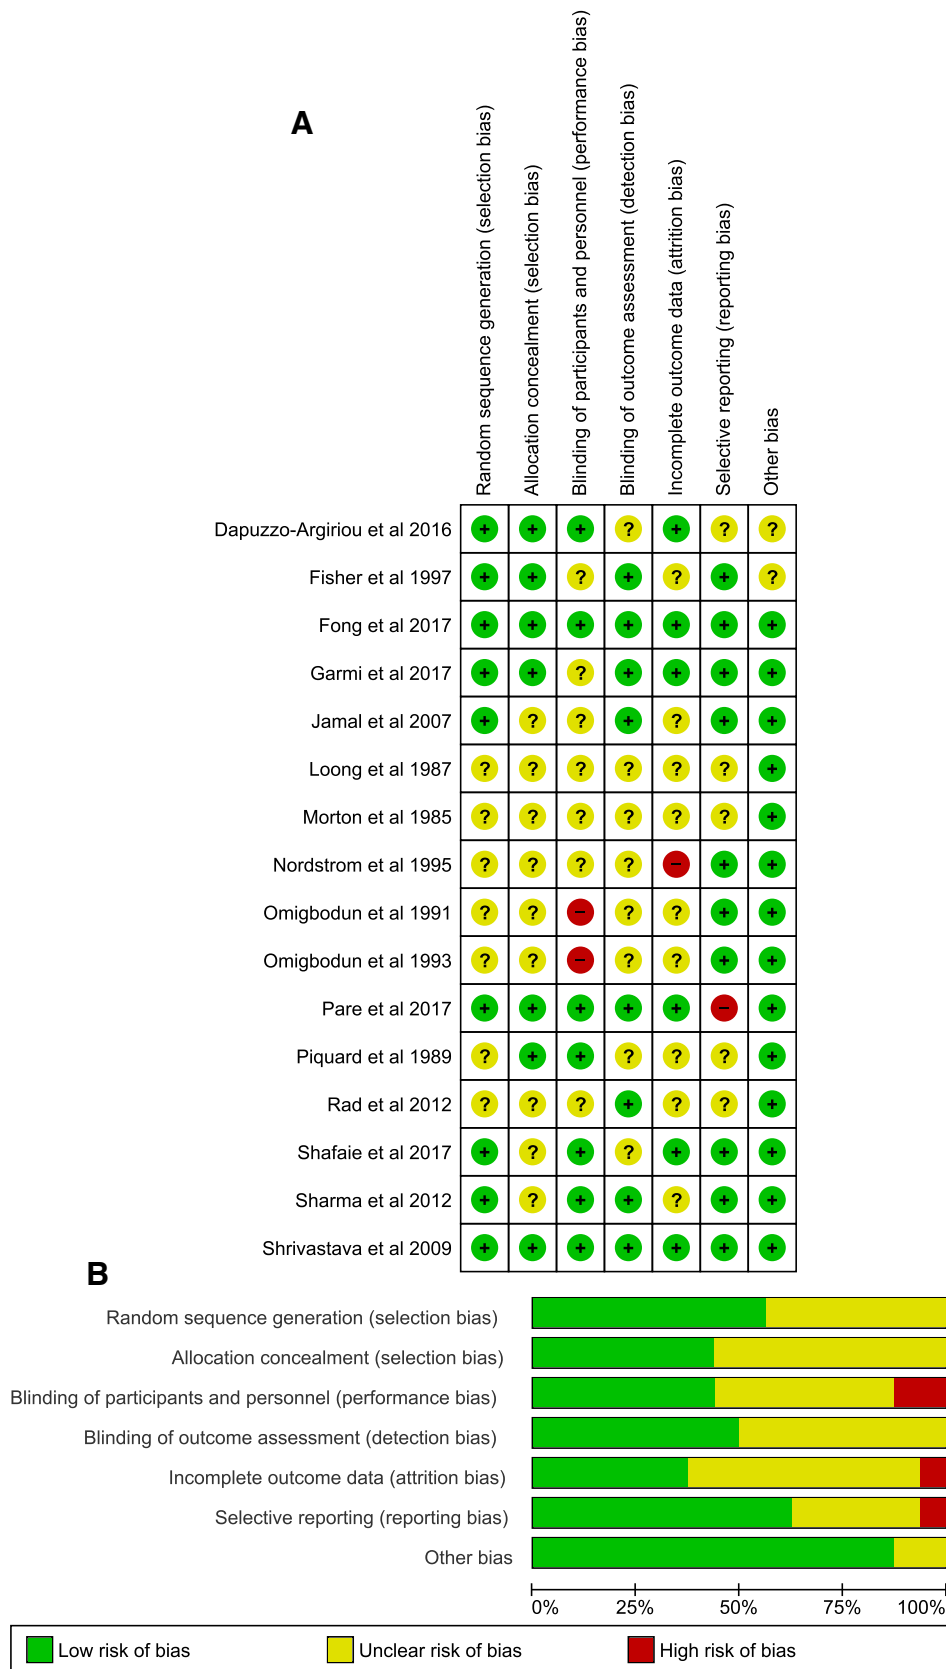 A
Random sequence generation (selection bias)
Allocation concealment (selection bias)
Blinding of participants and personnel (performance bias)
Blinding of outcome assessment (detection bias)
Incomplete outcome data (attrition bias)
Selective reporting (reporting bias)
Other bias
Dapuzzo-Argiriou et al 2016 + + + ? + ? ?
Fisher et al 1997 + + ? + ? + ?
Fong et al 2017 + + + + + + +
Garmi et al 2017 + + ? + + + +
Jamal et al 2007 + ? ? + ? + +
Loong et al 1987 ? ? ? ? ? ? +
Morton et al 1985 ? ? ? ? ? ? +
Nordstrom et al 1995 ? ? ? ? – + +
Omigbodun et al 1991 ? ? – ? ? + +
Omigbodun et al 1993 ? ? – ? ? + +
Pare et al 2017 + + + + + – +
Piquard et al 1989 ? + + ? ? ? +
Rad et al 2012 ? ? ? + ? ? +
Shafaie et al 2017 + ? + ? + + +
Sharma et al 2012 + ? + + ? + +
Shrivastava et al 2009 + + + + + + +
B
Random sequence generation (selection bias)
Allocation concealment (selection bias)
Blinding of participants and personnel (performance bias)
Blinding of outcome assessment (detection bias)
Incomplete outcome data (attrition bias)
Selective reporting (reporting bias)
Other bias
0% 25% 50% 75% 100%
Low risk of bias Unclear risk of bias High risk of bias